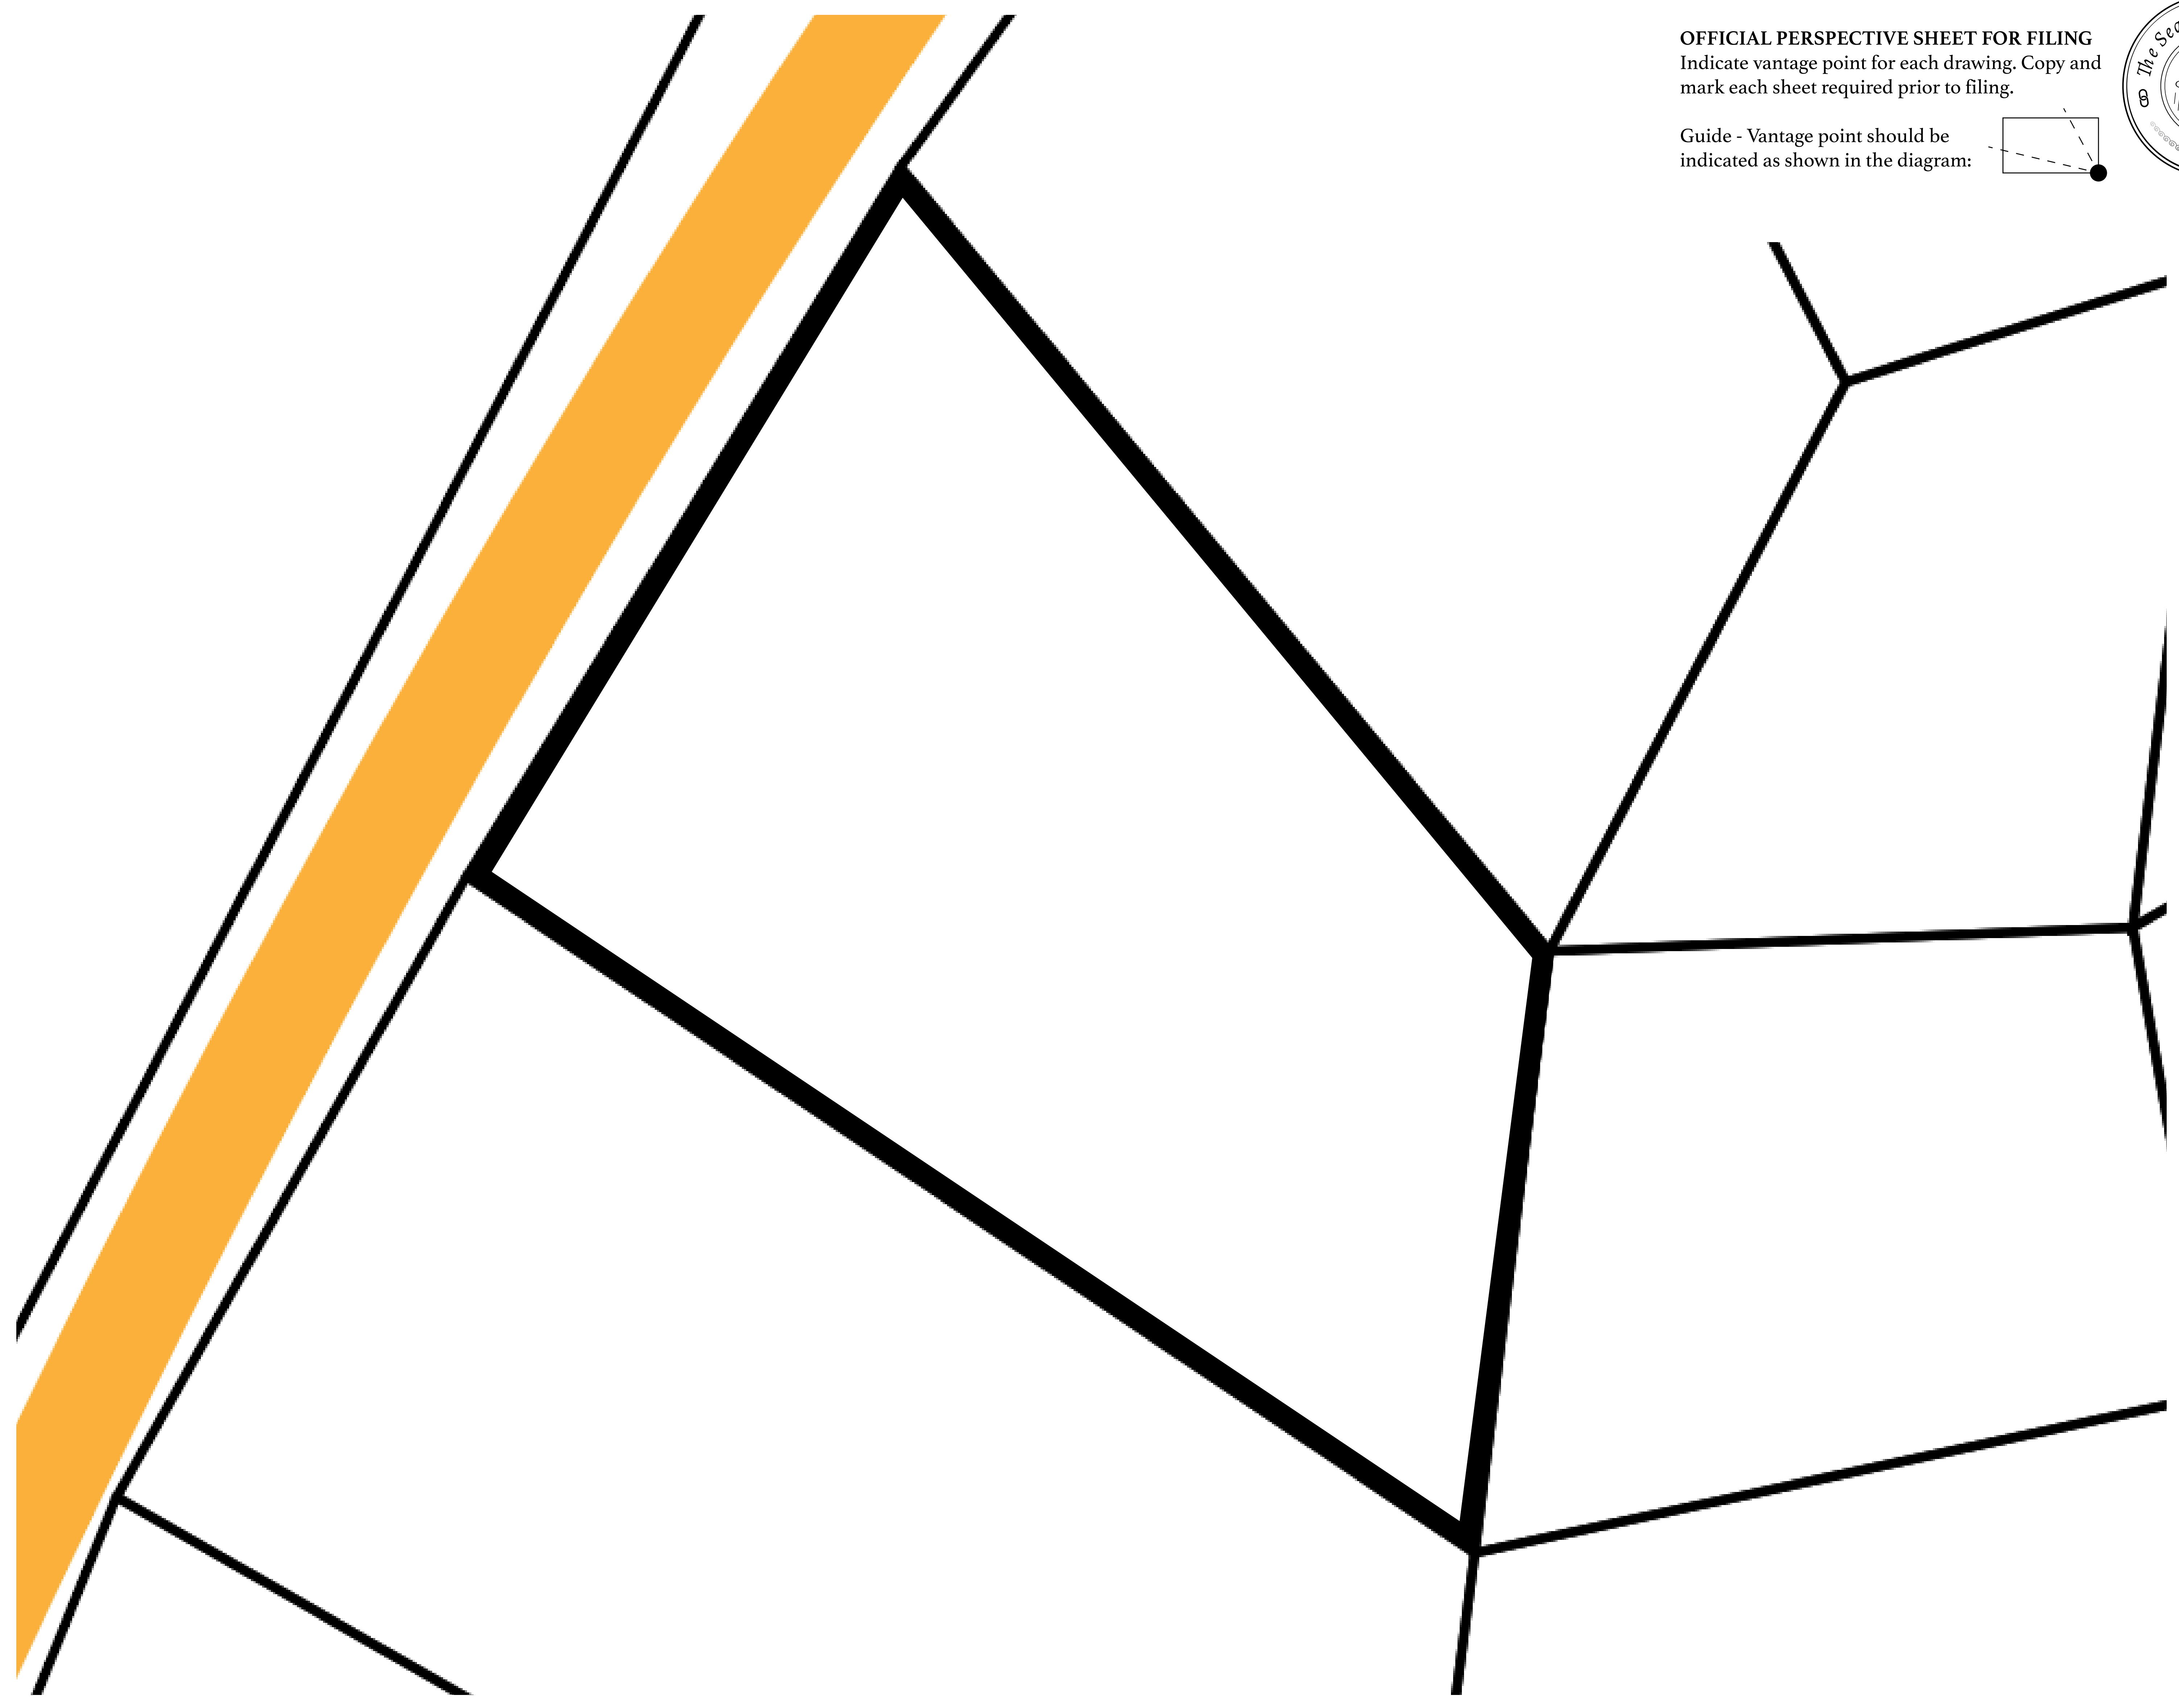 OFFICIAL PERSPECTIVE SHEET FOR FILING
Indicate vantage point for each drawing. Copy and
mark each sheet required prior to filing.
Guide - Vantage point should be
indicated as shown in the diagram:
The